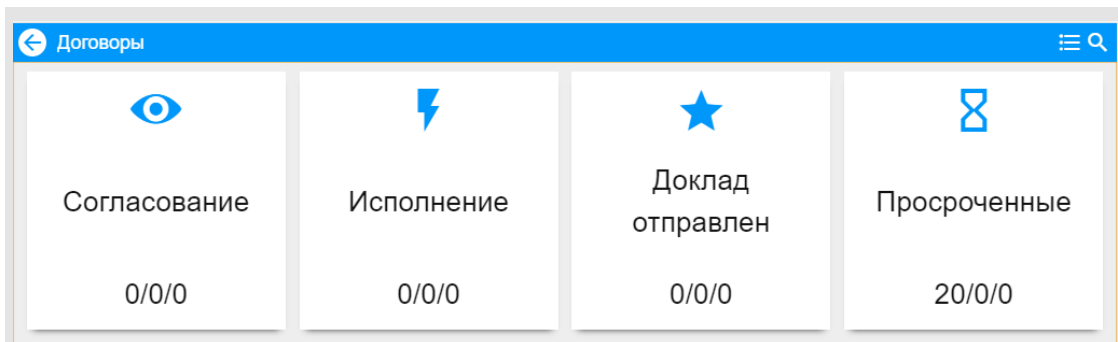 Договоры
Согласование
0/0/0
Исполнение
0/0/0
Доклад
отправлен
0/0/0
Просроченные
20/0/0